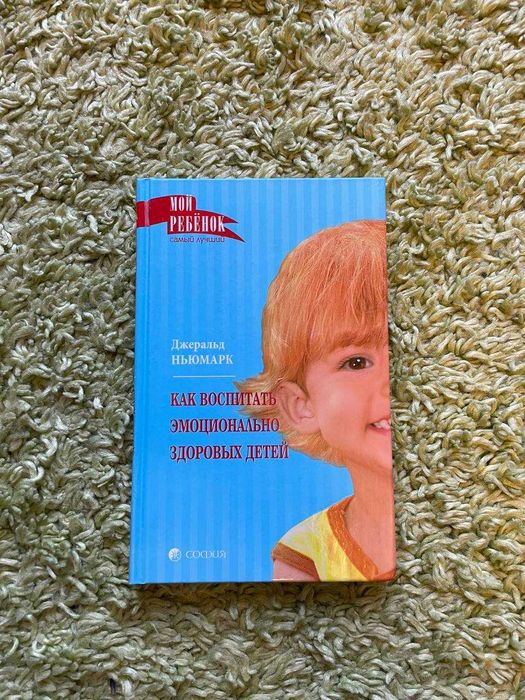 МОЙ
РЕБЁНОК
самый лучший
Джеральд
НЬЮМАРК
КАК ВОСПИТАТЬ
ЭМОЦИОНАЛЬНО
ЗДОРОВЫХ ДЕТЕЙ
СОФИЯ